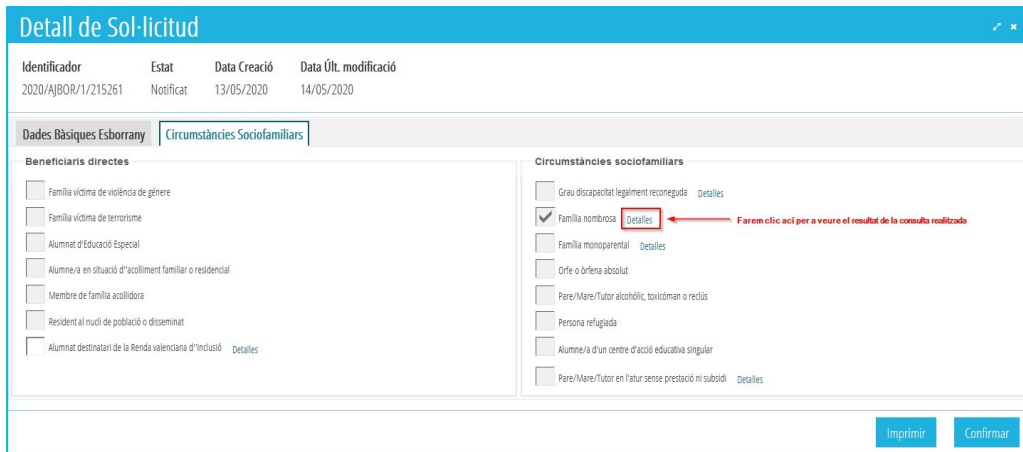 Detall de Sol·licitud
Identificador Estat Data Creació Data Últ. modificació
2020/AJBOR/1/215261 Notificat 13/05/2020 14/05/2020
Dades Bàsiques Esborrany Circumstàncies Sociofamiliars
Beneficiaris directes
Família víctima de violència de gènere
Família víctima de terrorisme
Alumnat d'Educació Especial
Alumne/a en situació d''acolliment familiar o residencial
Membre de família acollidora
Resident al nucli de població o disseminat
Alumnat destinatari de la Renda valenciana d''inclusió Detalles
Circumstàncies sociofamiliars
Grau discapacitat legalment reconeguda Detalles
Família nombrosa Detalles Farem clic ací per a veure el resultat de la consulta realitzada
Família monoparental Detalles
Orfe o òrfena absolut
Pare/Mare/Tutor alcohòlic, toxicóman o reclús
Persona refugiada
Alumne/a d'un centre d'acció educativa singular
Pare/Mare/Tutor en l'atur sense prestació ni subsidi Detalles
Imprimir Confirmar